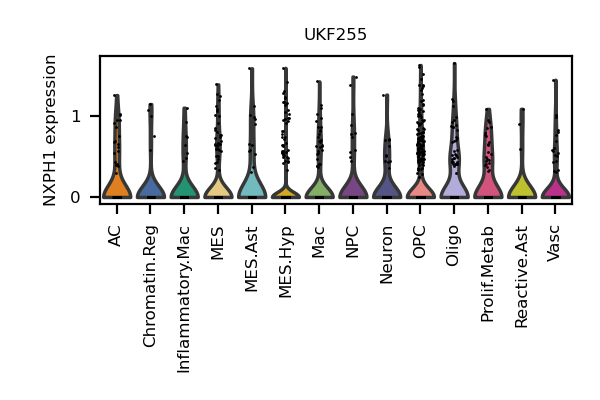 UKF255
NXPH1 expression
1
0
AC
Chromatin.Reg
Inflammatory.Mac
MES
MES.Ast
MES.Hyp
Mac
NPC
Neuron
OPC
Oligo
Prolif.Metab
Reactive.Ast
Vasc